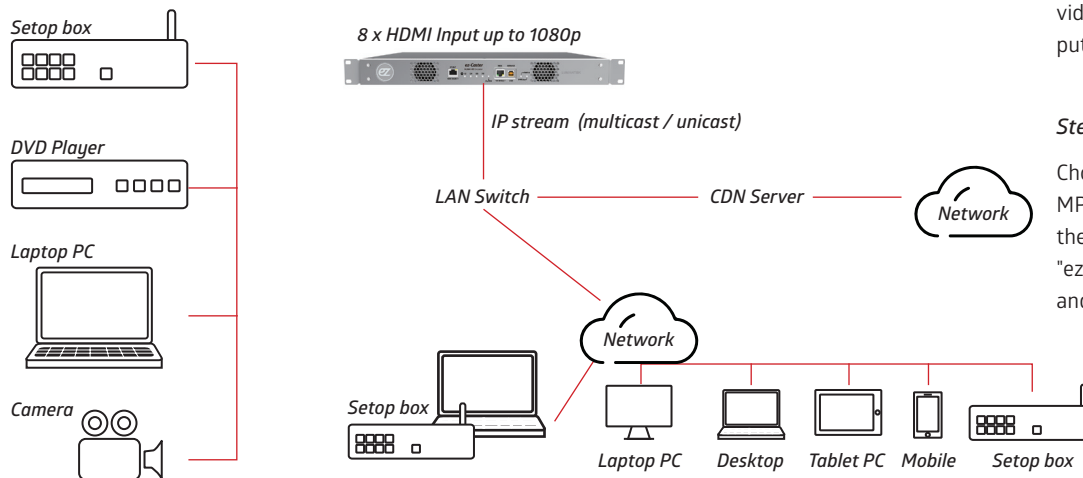 Setop box
DVD Player
Laptop PC
Camera
8 x HDMI Input up to 1080p
ez
IP stream (multicast / unicast)
LAN Switch
CDN Server
Network
Network
Setop box
Laptop PC
Desktop
Tablet PC
Mobile
Setop box
vid
put
Ste
Cho
MP
the
"ez
and